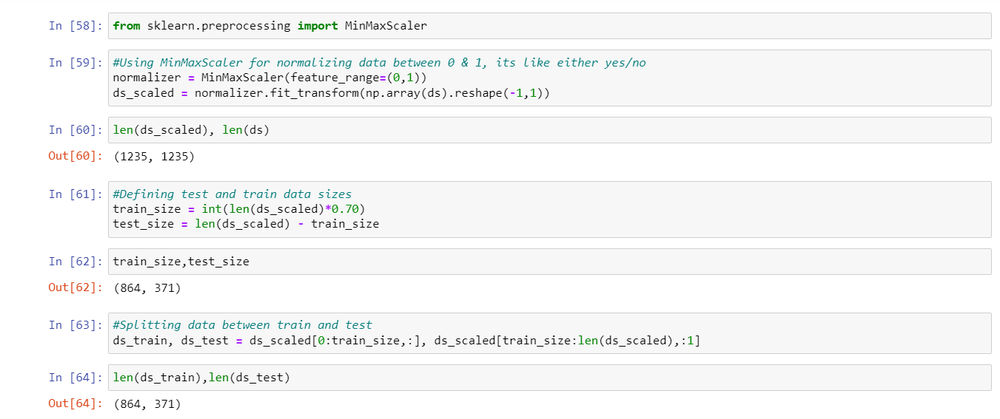 In [58]: from sklearn.preprocessing import MinMaxScaler
In [59]: #Using MinMaxScaler for normalizing data between 0 & 1, its like either yes/no
normalizer = MinMaxScaler(feature_range=(0,1))
ds_scaled = normalizer.fit_transform(np.array(ds).reshape(-1,1))
In [60]: len(ds_scaled), len(ds)
Out[60]: (1235, 1235)
In [61]: #Defining test and train data sizes
train_size = int(len(ds_scaled)*0.70)
test_size = len(ds_scaled) - train_size
In [62]: train_size,test_size
Out[62]: (864, 371)
In [63]: #Splitting data between train and test
ds_train, ds_test = ds_scaled[0:train_size,:], ds_scaled[train_size:len(ds_scaled),:1]
In [64]: len(ds_train),len(ds_test)
Out[64]: (864, 371)